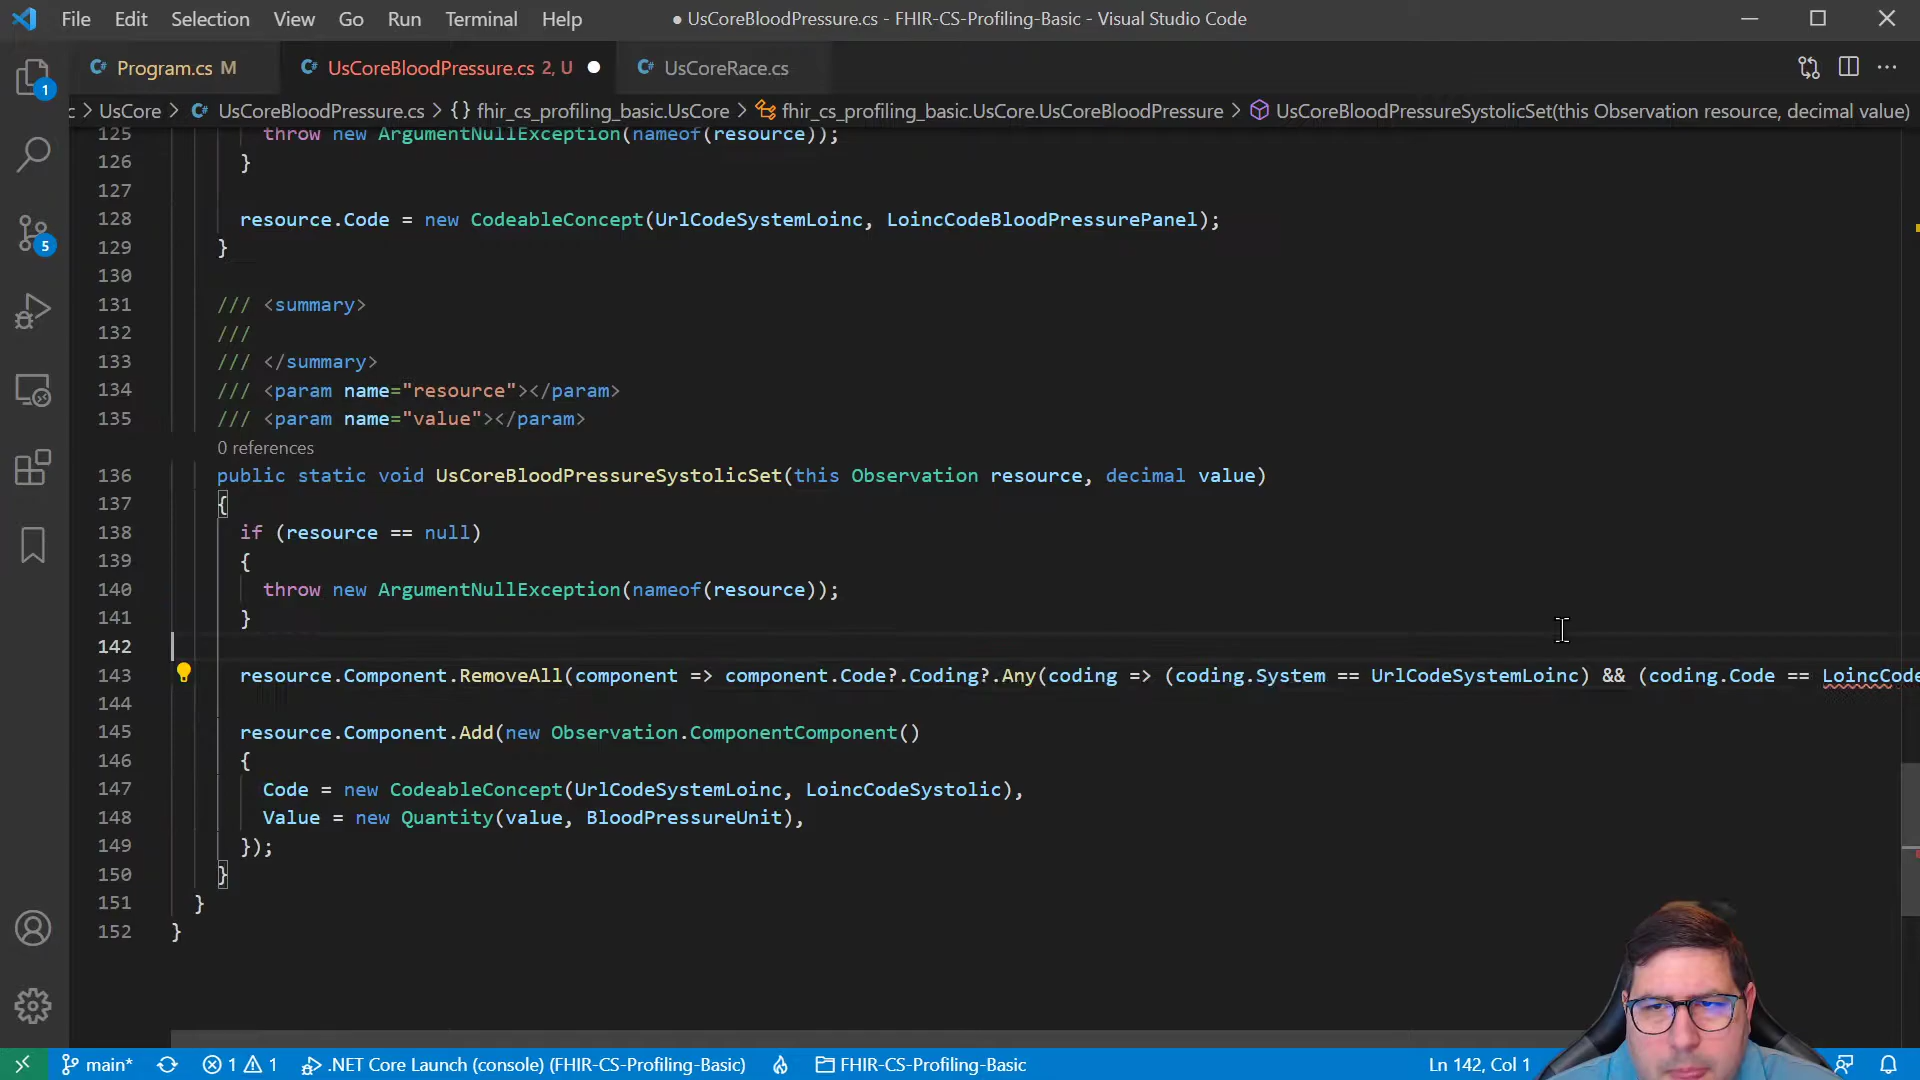 File Edit Selection View Go Run Terminal Help ● UsCoreBloodPressure.cs - FHIR-CS-Profiling-Basic - Visual Studio Code
Program.cs M UsCoreBloodPressure.cs 2, U UsCoreRace.cs
c > UsCore > UsCoreBloodPressure.cs > {} fhir_cs_profiling_basic.UsCore > fhir_cs_profiling_basic.UsCore.UsCoreBloodPressure > UsCoreBloodPressureSystolicSet(this Observation resource, decimal value)
125 throw new ArgumentNullException(nameof(resource));
126 }
127
128 resource.Code = new CodeableConcept(UrlCodeSystemLoinc, LoincCodeBloodPressurePanel);
129 }
130
131 /// <summary>
132 ///
133 /// </summary>
134 /// <param name="resource"></param>
135 /// <param name="value"></param>
0 references
136 public static void UsCoreBloodPressureSystolicSet(this Observation resource, decimal value)
137 {
138 if (resource == null)
139 {
140 throw new ArgumentNullException(nameof(resource));
141 }
142
143 resource.Component.RemoveAll(component => component.Code?.Coding?.Any(coding => (coding.System == UrlCodeSystemLoinc) && (coding.Code == LoincCode
144
145 resource.Component.Add(new Observation.ComponentComponent()
146 {
147 Code = new CodeableConcept(UrlCodeSystemLoinc, LoincCodeSystolic),
148 Value = new Quantity(value, BloodPressureUnit),
149 });
150 }
151 }
152 }
1
5
main* 1 1 .NET Core Launch (console) (FHIR-CS-Profiling-Basic) FHIR-CS-Profiling-Basic Ln 142, Col 1